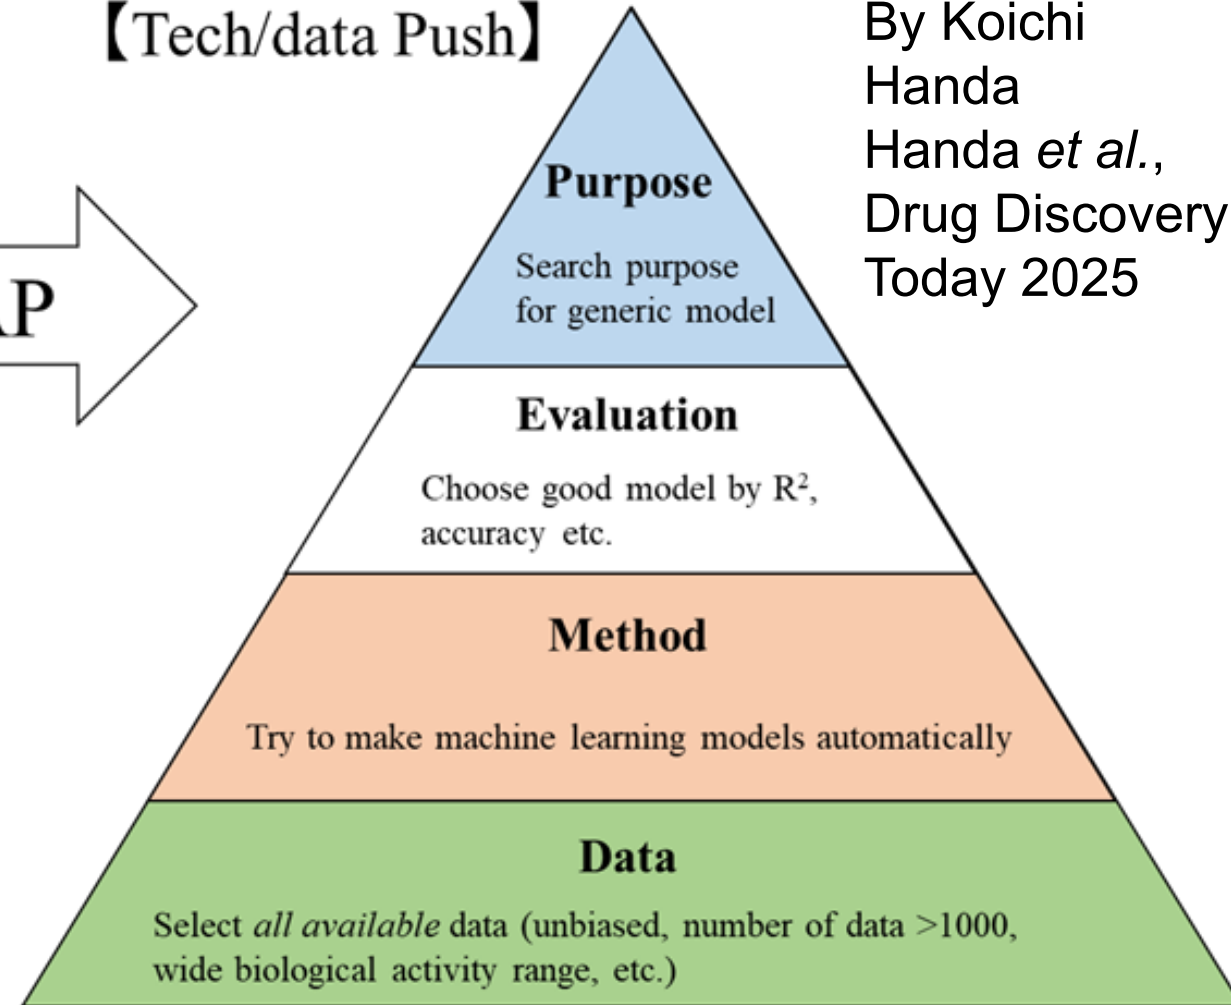 【Tech/data Push】
By Koichi
Handa
Handa et al.,
Drug Discovery
Today 2025
AP
Purpose
Search purpose
for generic model
Evaluation
Choose good model by R²,
accuracy etc.
Method
Try to make machine learning models automatically
Data
Select all available data (unbiased, number of data >1000,
wide biological activity range, etc.)